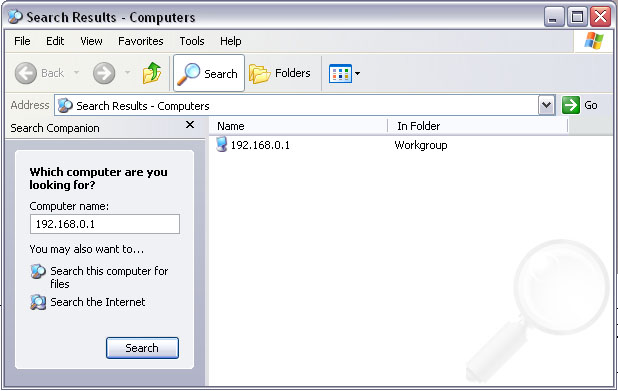 Search Results - Computers
File Edit View Favorites Tools Help
Back Search Folders
Address Search Results - Computers Go
Search Companion
Name In Folder
192.168.0.1 Workgroup
Which computer are you
looking for?
Computer name:
192.168.0.1
You may also want to...
Search this computer for
files
Search the Internet
Search